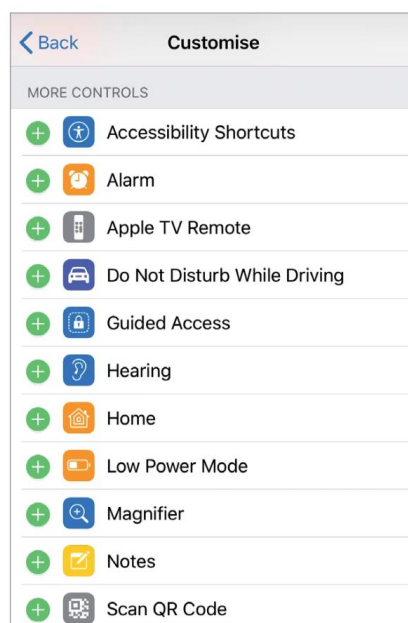 Back
Customise
MORE CONTROLS
Accessibility Shortcuts
Alarm
Apple TV Remote
Do Not Disturb While Driving
Guided Access
Hearing
Home
Low Power Mode
Magnifier
Notes
Scan QR Code